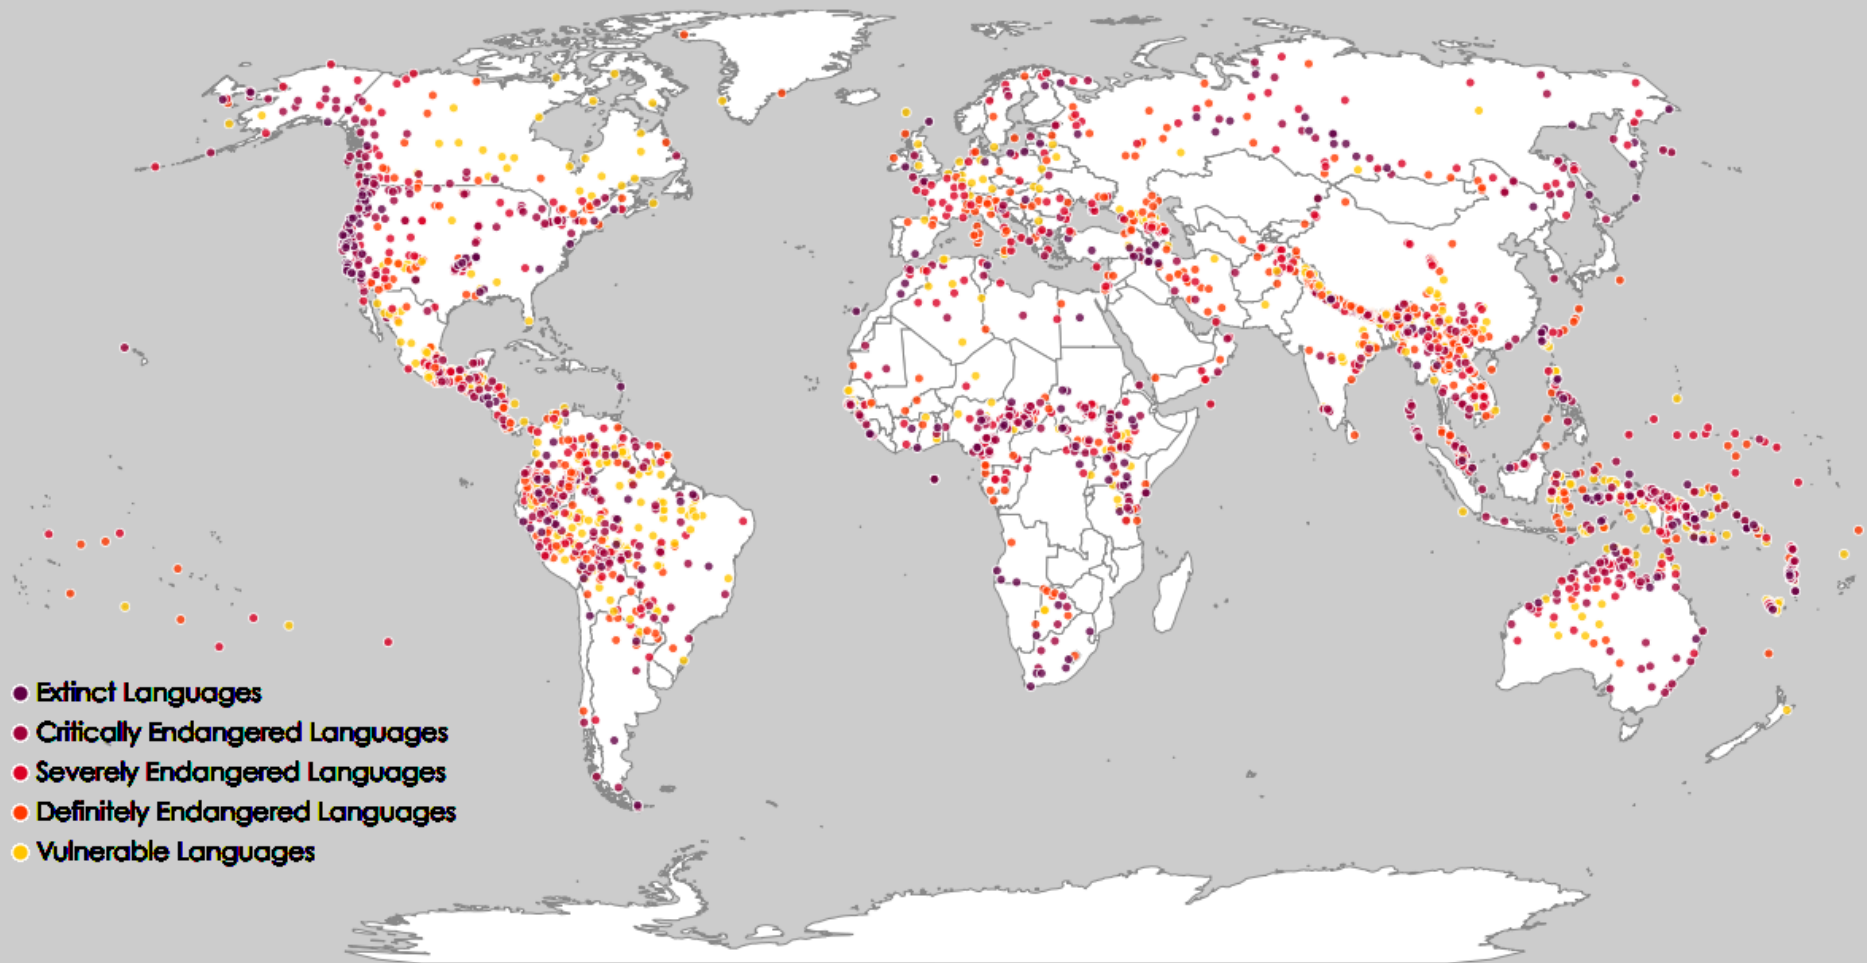 Extinct Languages
Critically Endangered Languages
Severely Endangered Languages
Definitely Endangered Languages
Vulnerable Languages